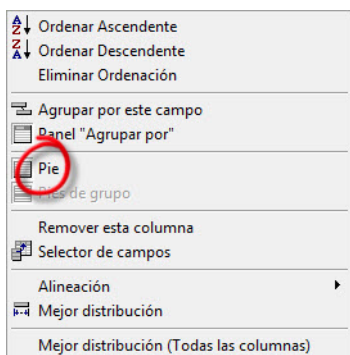 Ordenar Ascendente
Ordenar Descendente
Eliminar Ordenación
Agrupar por este campo
Panel "Agrupar por"
Pie
Pies de grupo
Remover esta columna
Selector de campos
Alineación
Mejor distribución
Mejor distribución (Todas las columnas)